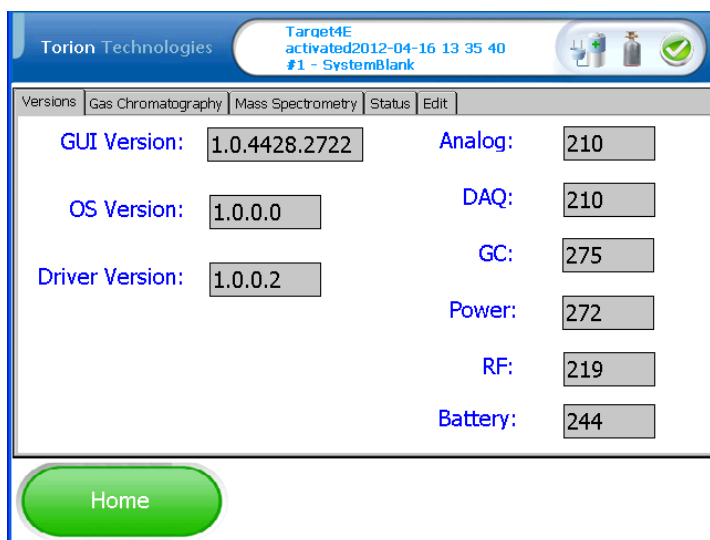 Torion Technologies
Target4E
activated2012-04-16 13 35 40
#1 - SystemBlank
Versions Gas Chromatography Mass Spectrometry Status Edit
GUI Version: 1.0.4428.2722
OS Version: 1.0.0.0
Driver Version: 1.0.0.2
Analog: 210
DAQ: 210
GC: 275
Power: 272
RF: 219
Battery: 244
Home